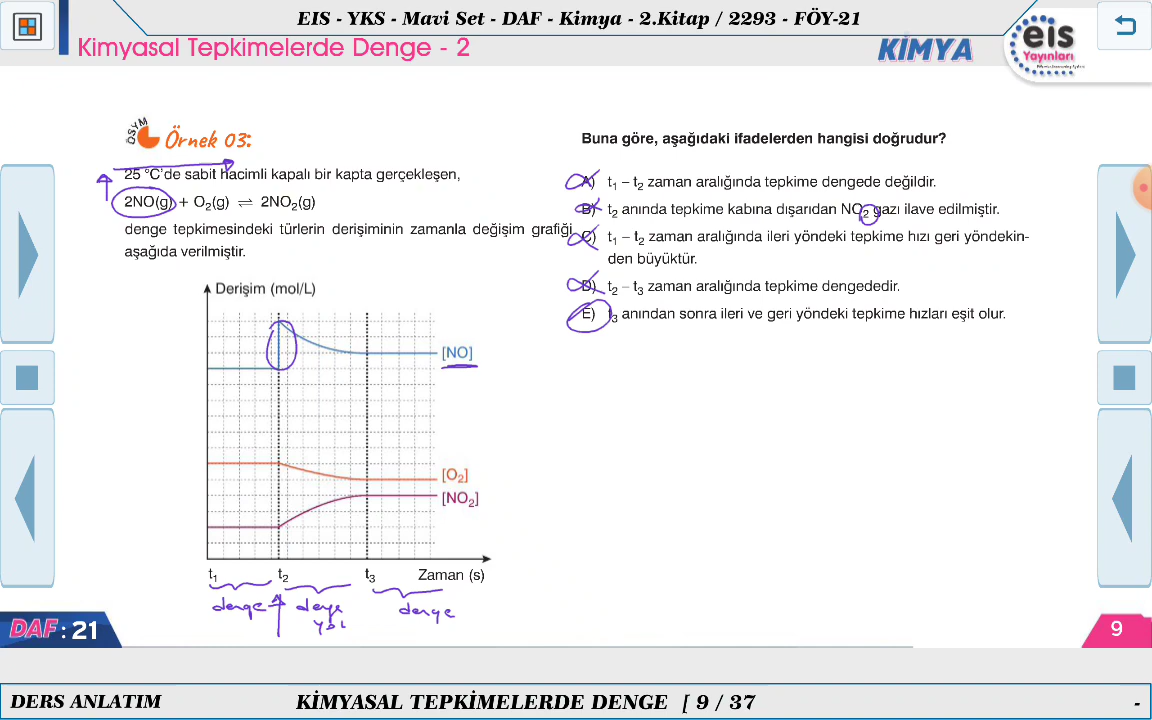 EIS - YKS - Mavi Set - DAF - Kimya - 2.Kitap / 2293 - FÖY-21
Kimyasal Tepkimelerde Denge - 2
KİMYA
eis
Yayınları
ÖSYM
Örnek 03:
25 °C'de sabit hacimli kapalı bir kapta gerçekleşen,
2NO(g) + O₂(g) ⇌ 2NO₂(g)
denge tepkimesindeki türlerin derişiminin zamanla değişim grafiği
aşağıda verilmiştir.
Derişim (mol/L)
[NO]
[O₂]
[NO₂]
t₁ t₂ t₃ Zaman (s)
denge denge denge
Buna göre, aşağıdaki ifadelerden hangisi doğrudur?
A) t₁ – t₂ zaman aralığında tepkime dengede değildir.
B) t₂ anında tepkime kabına dışarıdan NO₂ gazı ilave edilmiştir.
C) t₁ – t₂ zaman aralığında ileri yöndeki tepkime hızı geri yöndekin-
den büyüktür.
D) t₂ – t₃ zaman aralığında tepkime dengededir.
E) t₃ anından sonra ileri ve geri yöndeki tepkime hızları eşit olur.
DAF : 21
9
DERS ANLATIM
KİMYASAL TEPKİMELERDE DENGE [ 9 / 37
-